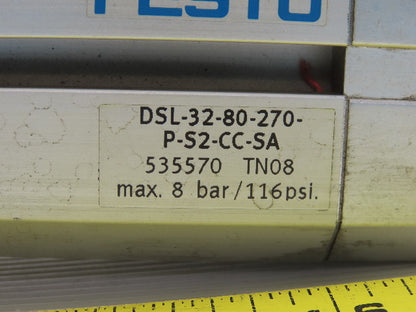 FESTO
DSL-32-80-270-
P-S2-CC-SA
535570 TN08
max. 8 bar/116psi.